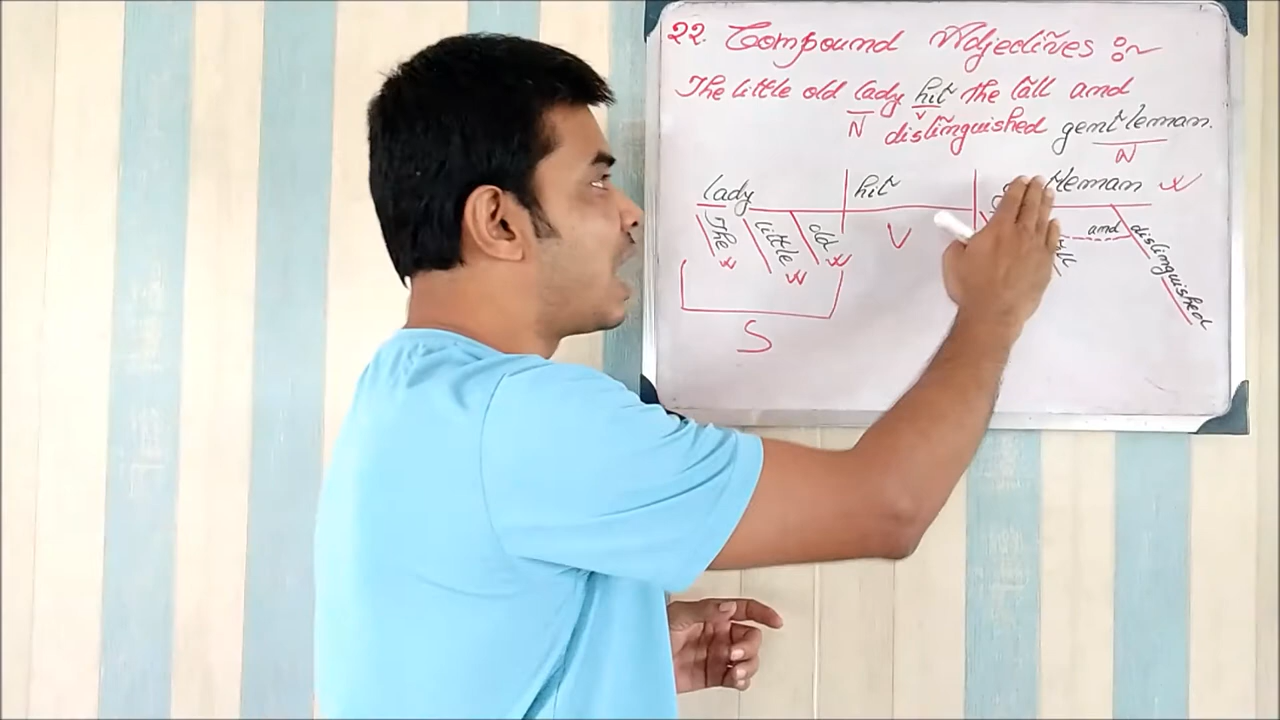 22. Compound Adjectives :~
The little old lady hit the tall and
N V distinguished gentleman.
N
lady hit
The little old and distinguished
V
S